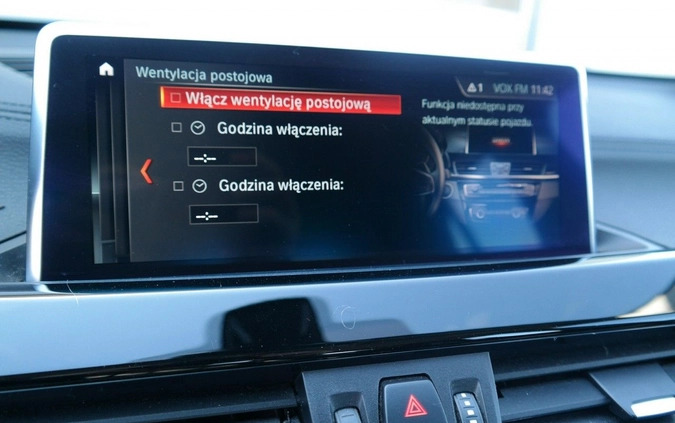 Wentylacja postojowa
1 VOX FM 11:42
Włącz wentylację postojową
Funkcja niedostępna przy
aktualnym statusie pojazdu.
Godzina włączenia:
--:--
Godzina włączenia:
--:--